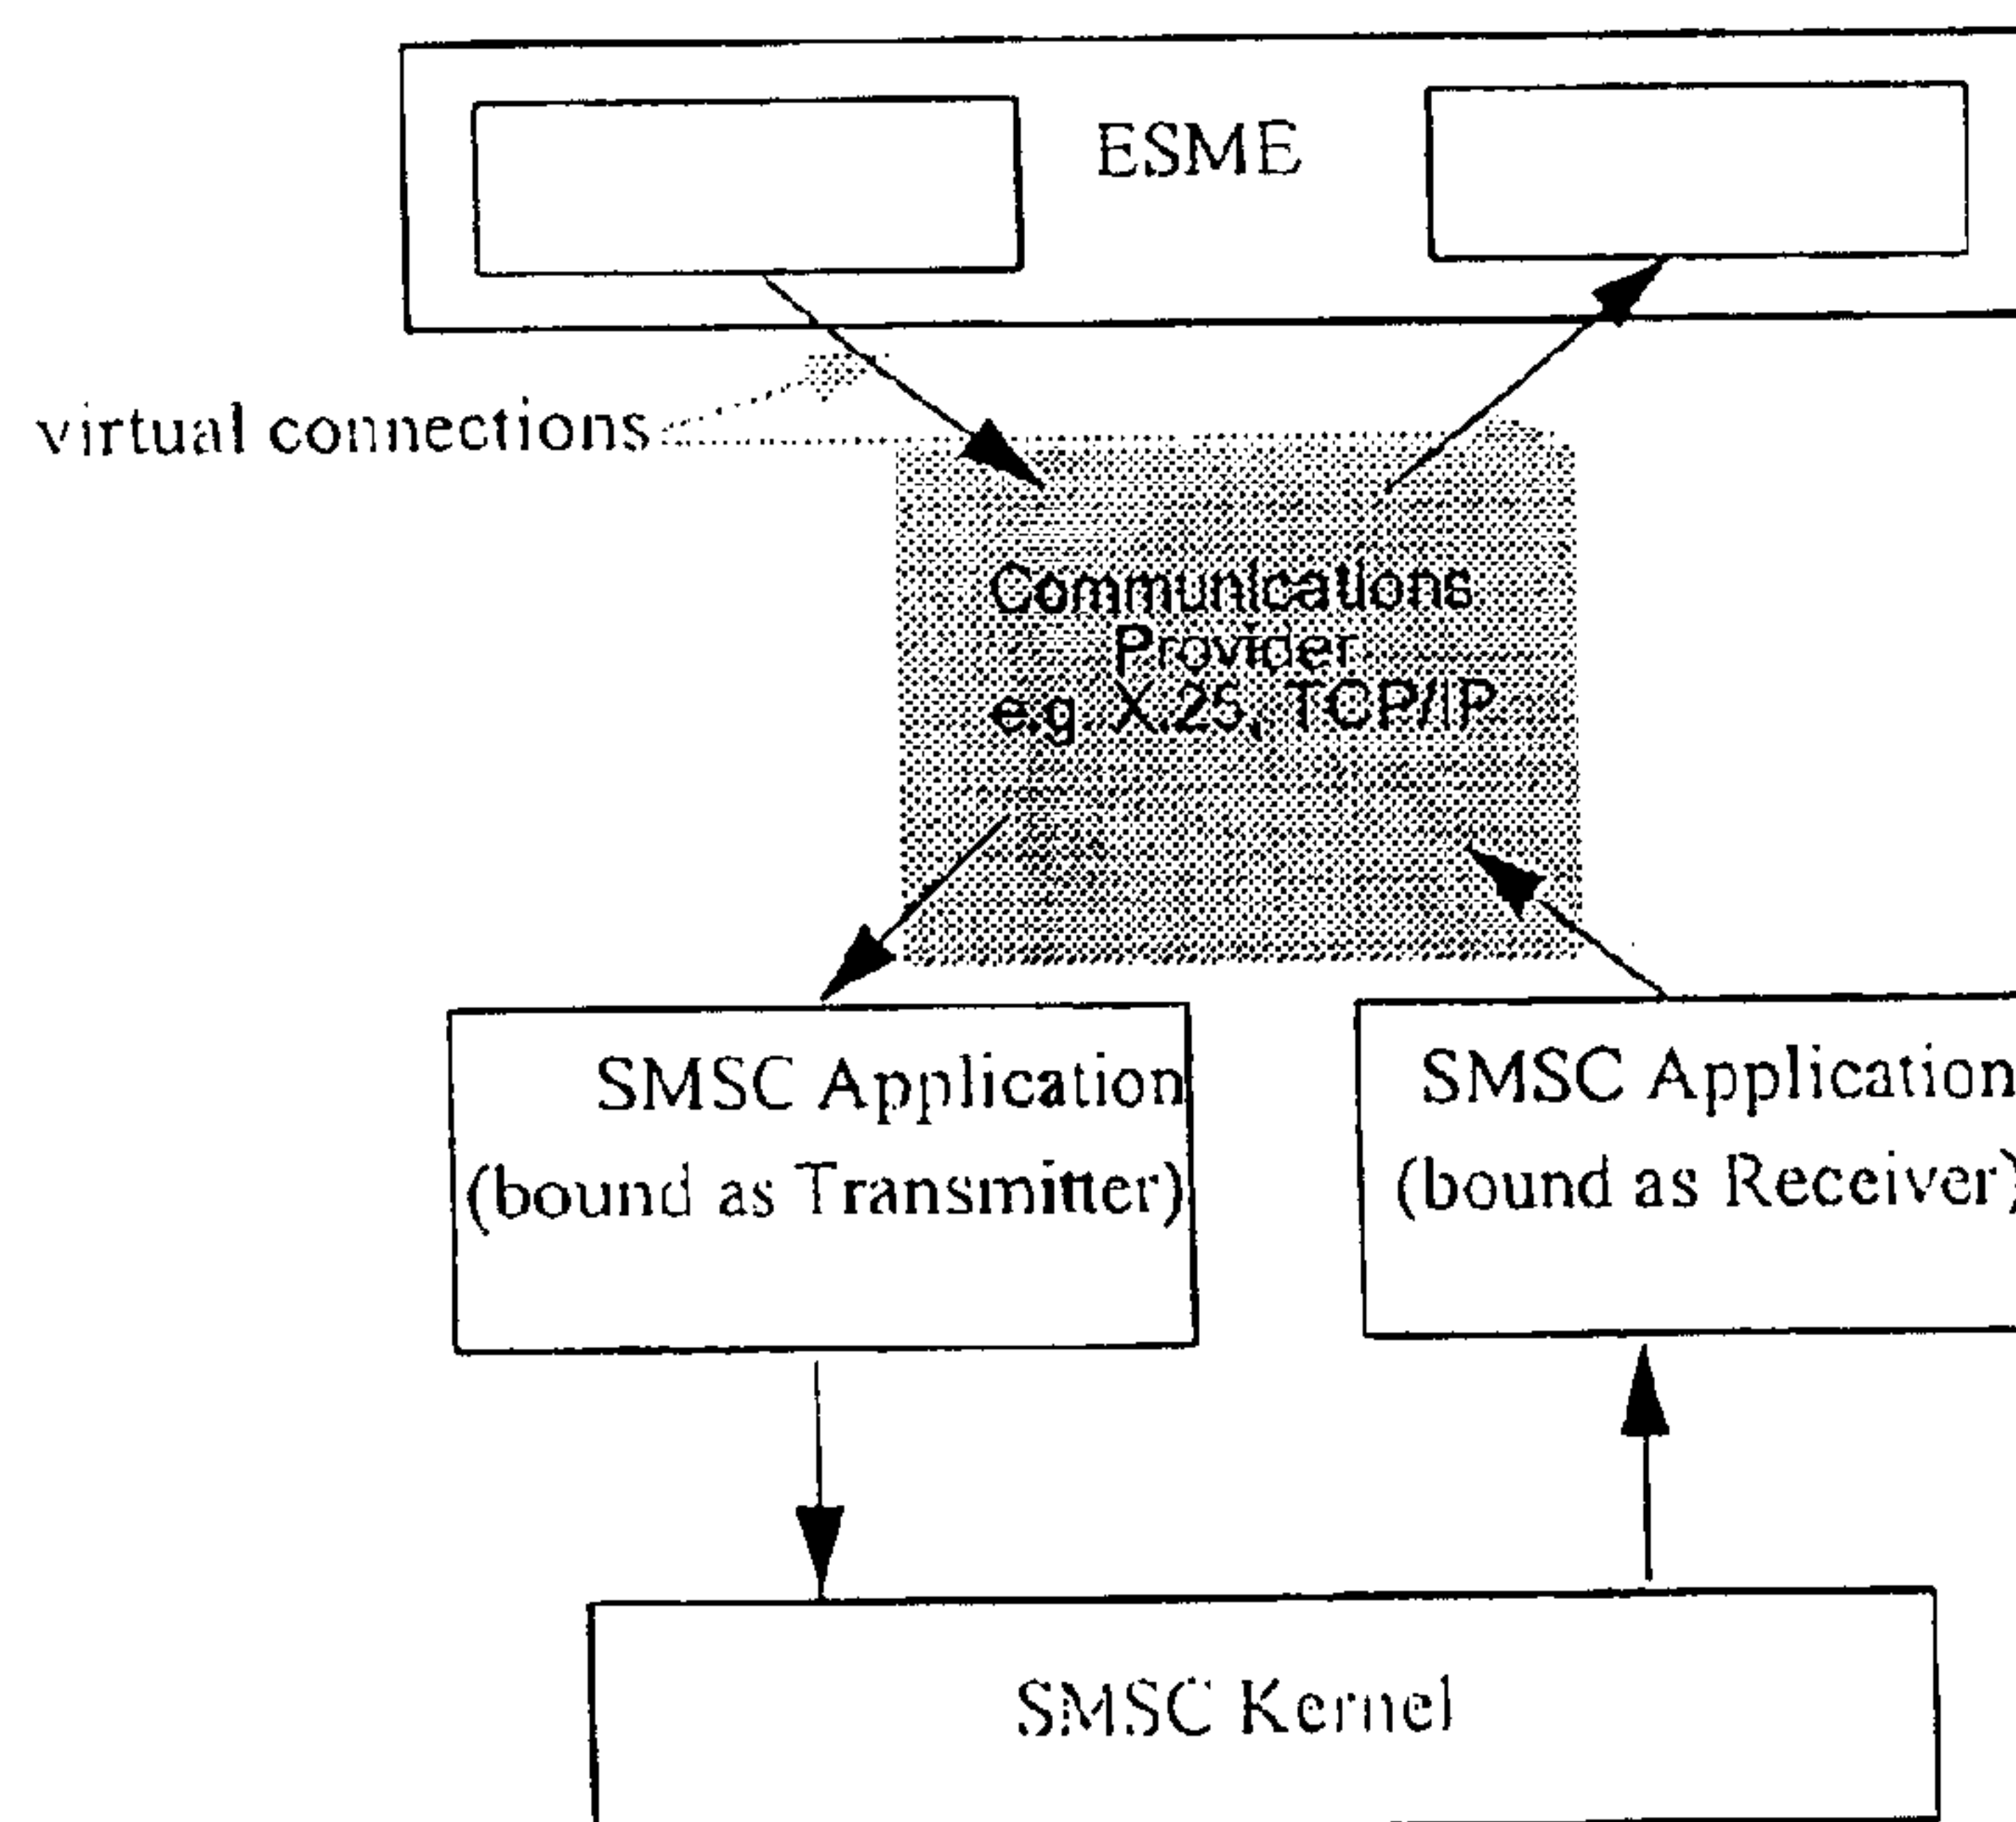 ESME
virtual connections
Communications
Provider
e.g. X.25, TCP/IP
SMSC Application
(bound as Transmitter)
SMSC Application
(bound as Receiver)
SMSC Kernel